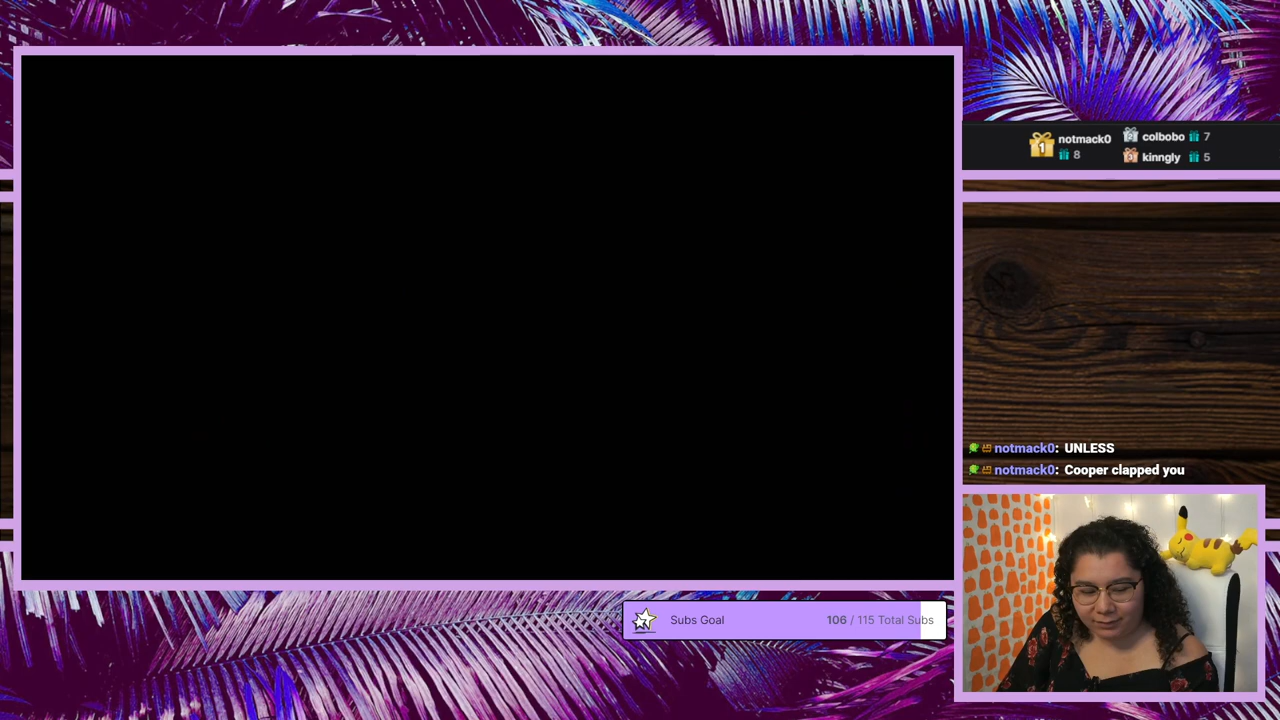 notmack0
8
colbobo 7
kinngly 5
notmack0: UNLESS
notmack0: Cooper clapped you
Subs Goal 106 / 115 Total Subs